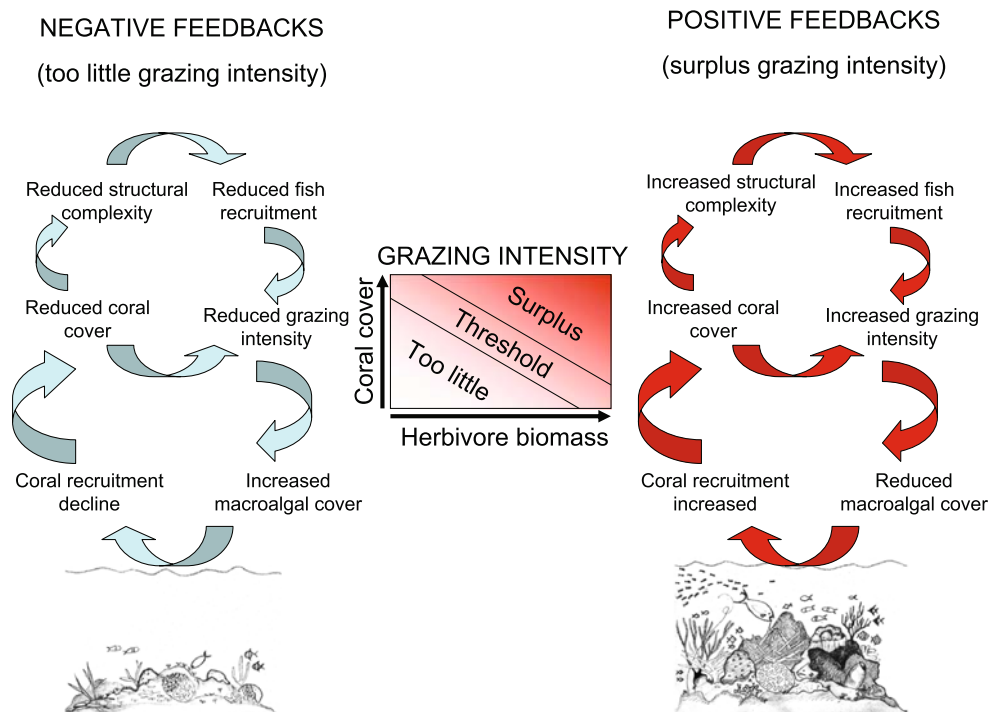 NEGATIVE FEEDBACKS
(too little grazing intensity)
Reduced structural
complexity
Reduced fish
recruitment
Reduced coral
cover
Reduced grazing
intensity
Coral recruitment
decline
Increased
macroalgal cover
GRAZING INTENSITY
Coral cover
Surplus
Threshold
Too little
Herbivore biomass
POSITIVE FEEDBACKS
(surplus grazing intensity)
Increased structural
complexity
Increased fish
recruitment
Increased coral
cover
Increased grazing
intensity
Coral recruitment
increased
Reduced
macroalgal cover